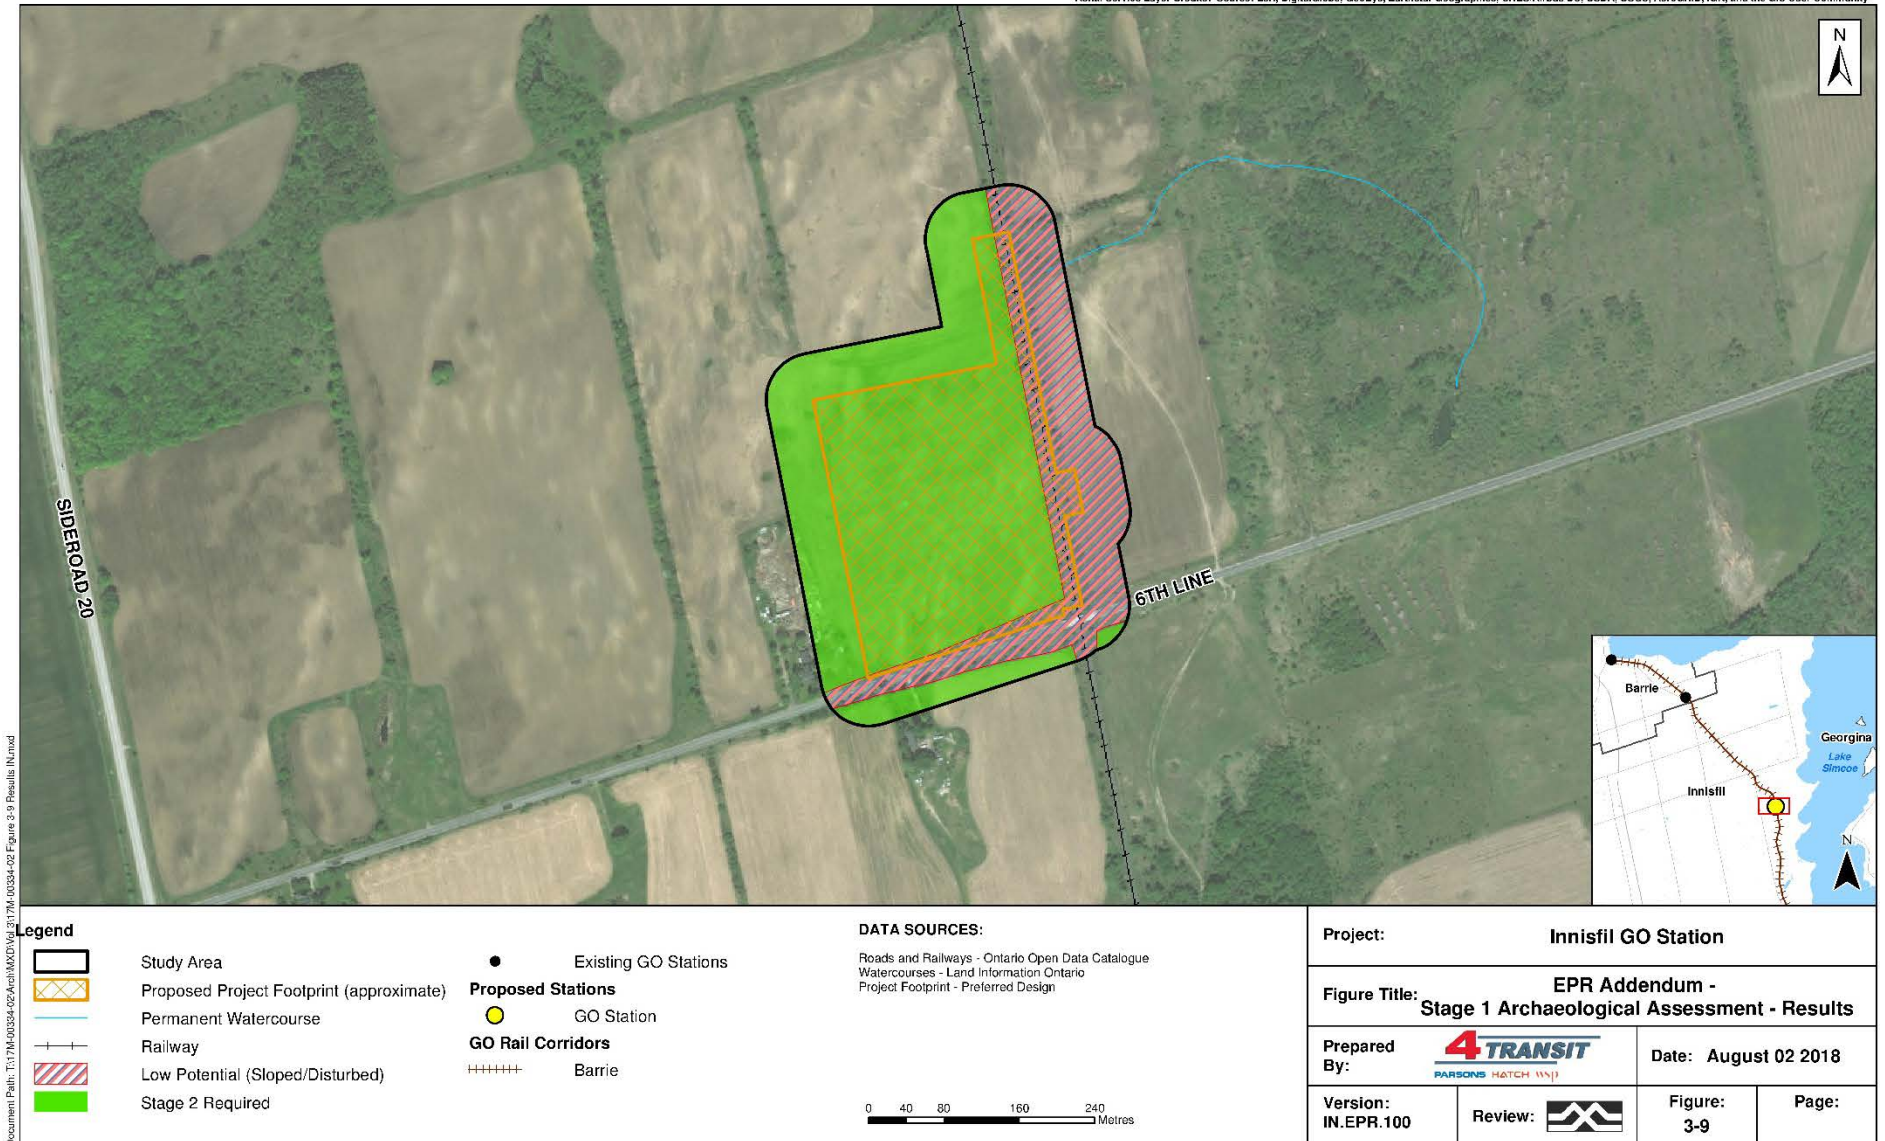 N
SIDEROAD 20
6TH LINE
Barrie
Georgina
Lake
Simcoe
Innisfil
N
Legend
Study Area
Proposed Project Footprint (approximate)
Permanent Watercourse
Railway
Low Potential (Sloped/Disturbed)
Stage 2 Required
Existing GO Stations
Proposed Stations
GO Station
GO Rail Corridors
Barrie
DATA SOURCES:
Roads and Railways - Ontario Open Data Catalogue
Watercourses - Land Information Ontario
Project Footprint - Preferred Design
0 40 80 160 240
Metres
Project: Innisfil GO Station
Figure Title: EPR Addendum -
Stage 1 Archaeological Assessment - Results
Prepared
By:
4TRANSIT
PARSONS HATCH wsp
Date: August 02 2018
Version:
IN.EPR.100
Review:
Figure:
3-9
Page: